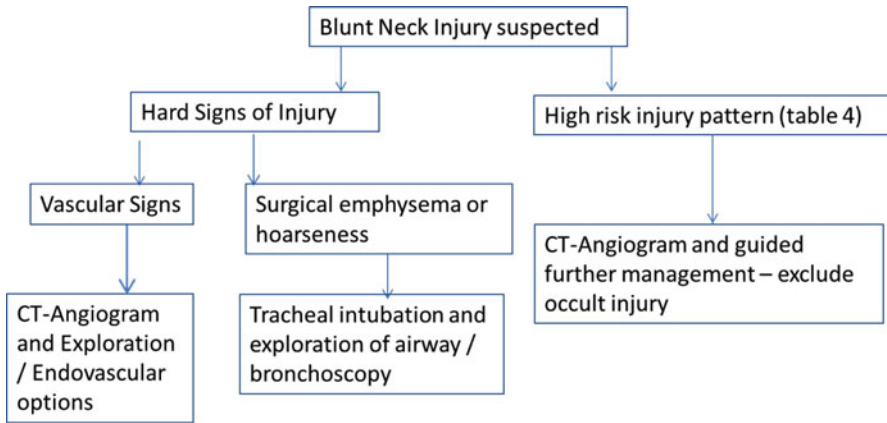 Blunt Neck Injury suspected
Hard Signs of Injury
High risk injury pattern (table 4)
Vascular Signs
Surgical emphysema or
hoarseness
CT-Angiogram and guided
further management – exclude
occult injury
CT-Angiogram
and Exploration
/ Endovascular
options
Tracheal intubation and
exploration of airway /
bronchoscopy